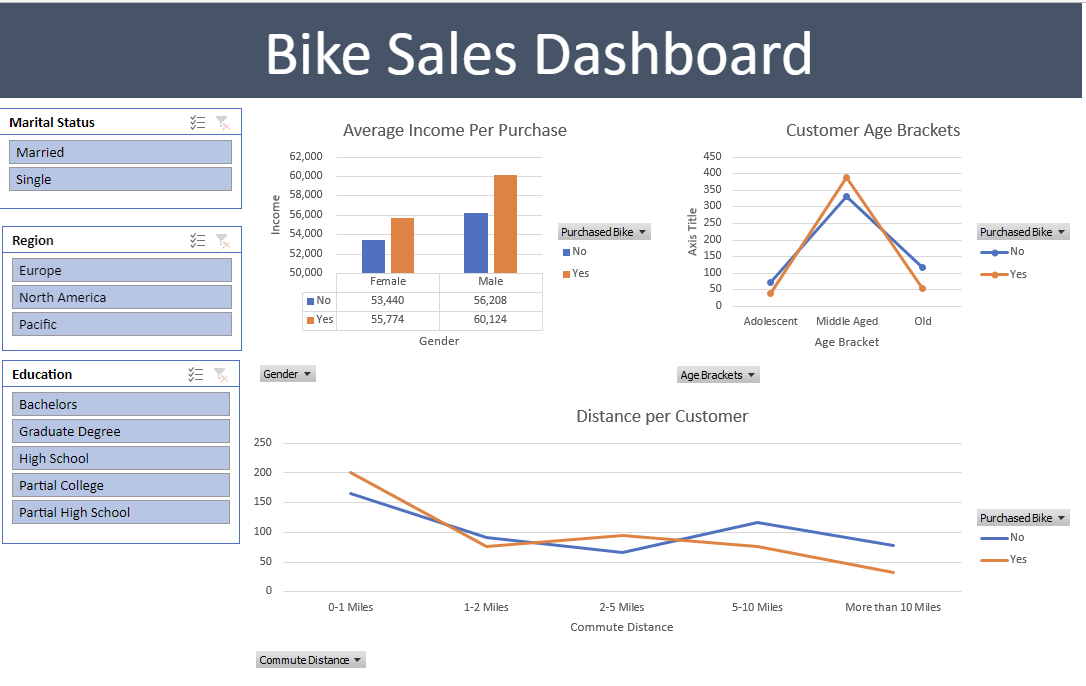 Bike Sales Dashboard
Marital Status
Married
Single
Region
Europe
North America
Pacific
Education
Bachelors
Graduate Degree
High School
Partial College
Partial High School
Average Income Per Purchase
62,000
60,000
58,000
56,000
54,000
52,000
50,000
Income
Female Male
No 53,440 56,208
Yes 55,774 60,124
Gender
Purchased Bike
No
Yes
Gender
Customer Age Brackets
450
400
350
300
250
200
150
100
50
0
Axis Title
Adolescent Middle Aged Old
Age Bracket
Purchased Bike
No
Yes
Age Brackets
Distance per Customer
250
200
150
100
50
0
0-1 Miles 1-2 Miles 2-5 Miles 5-10 Miles More than 10 Miles
Commute Distance
Purchased Bike
No
Yes
Commute Distance